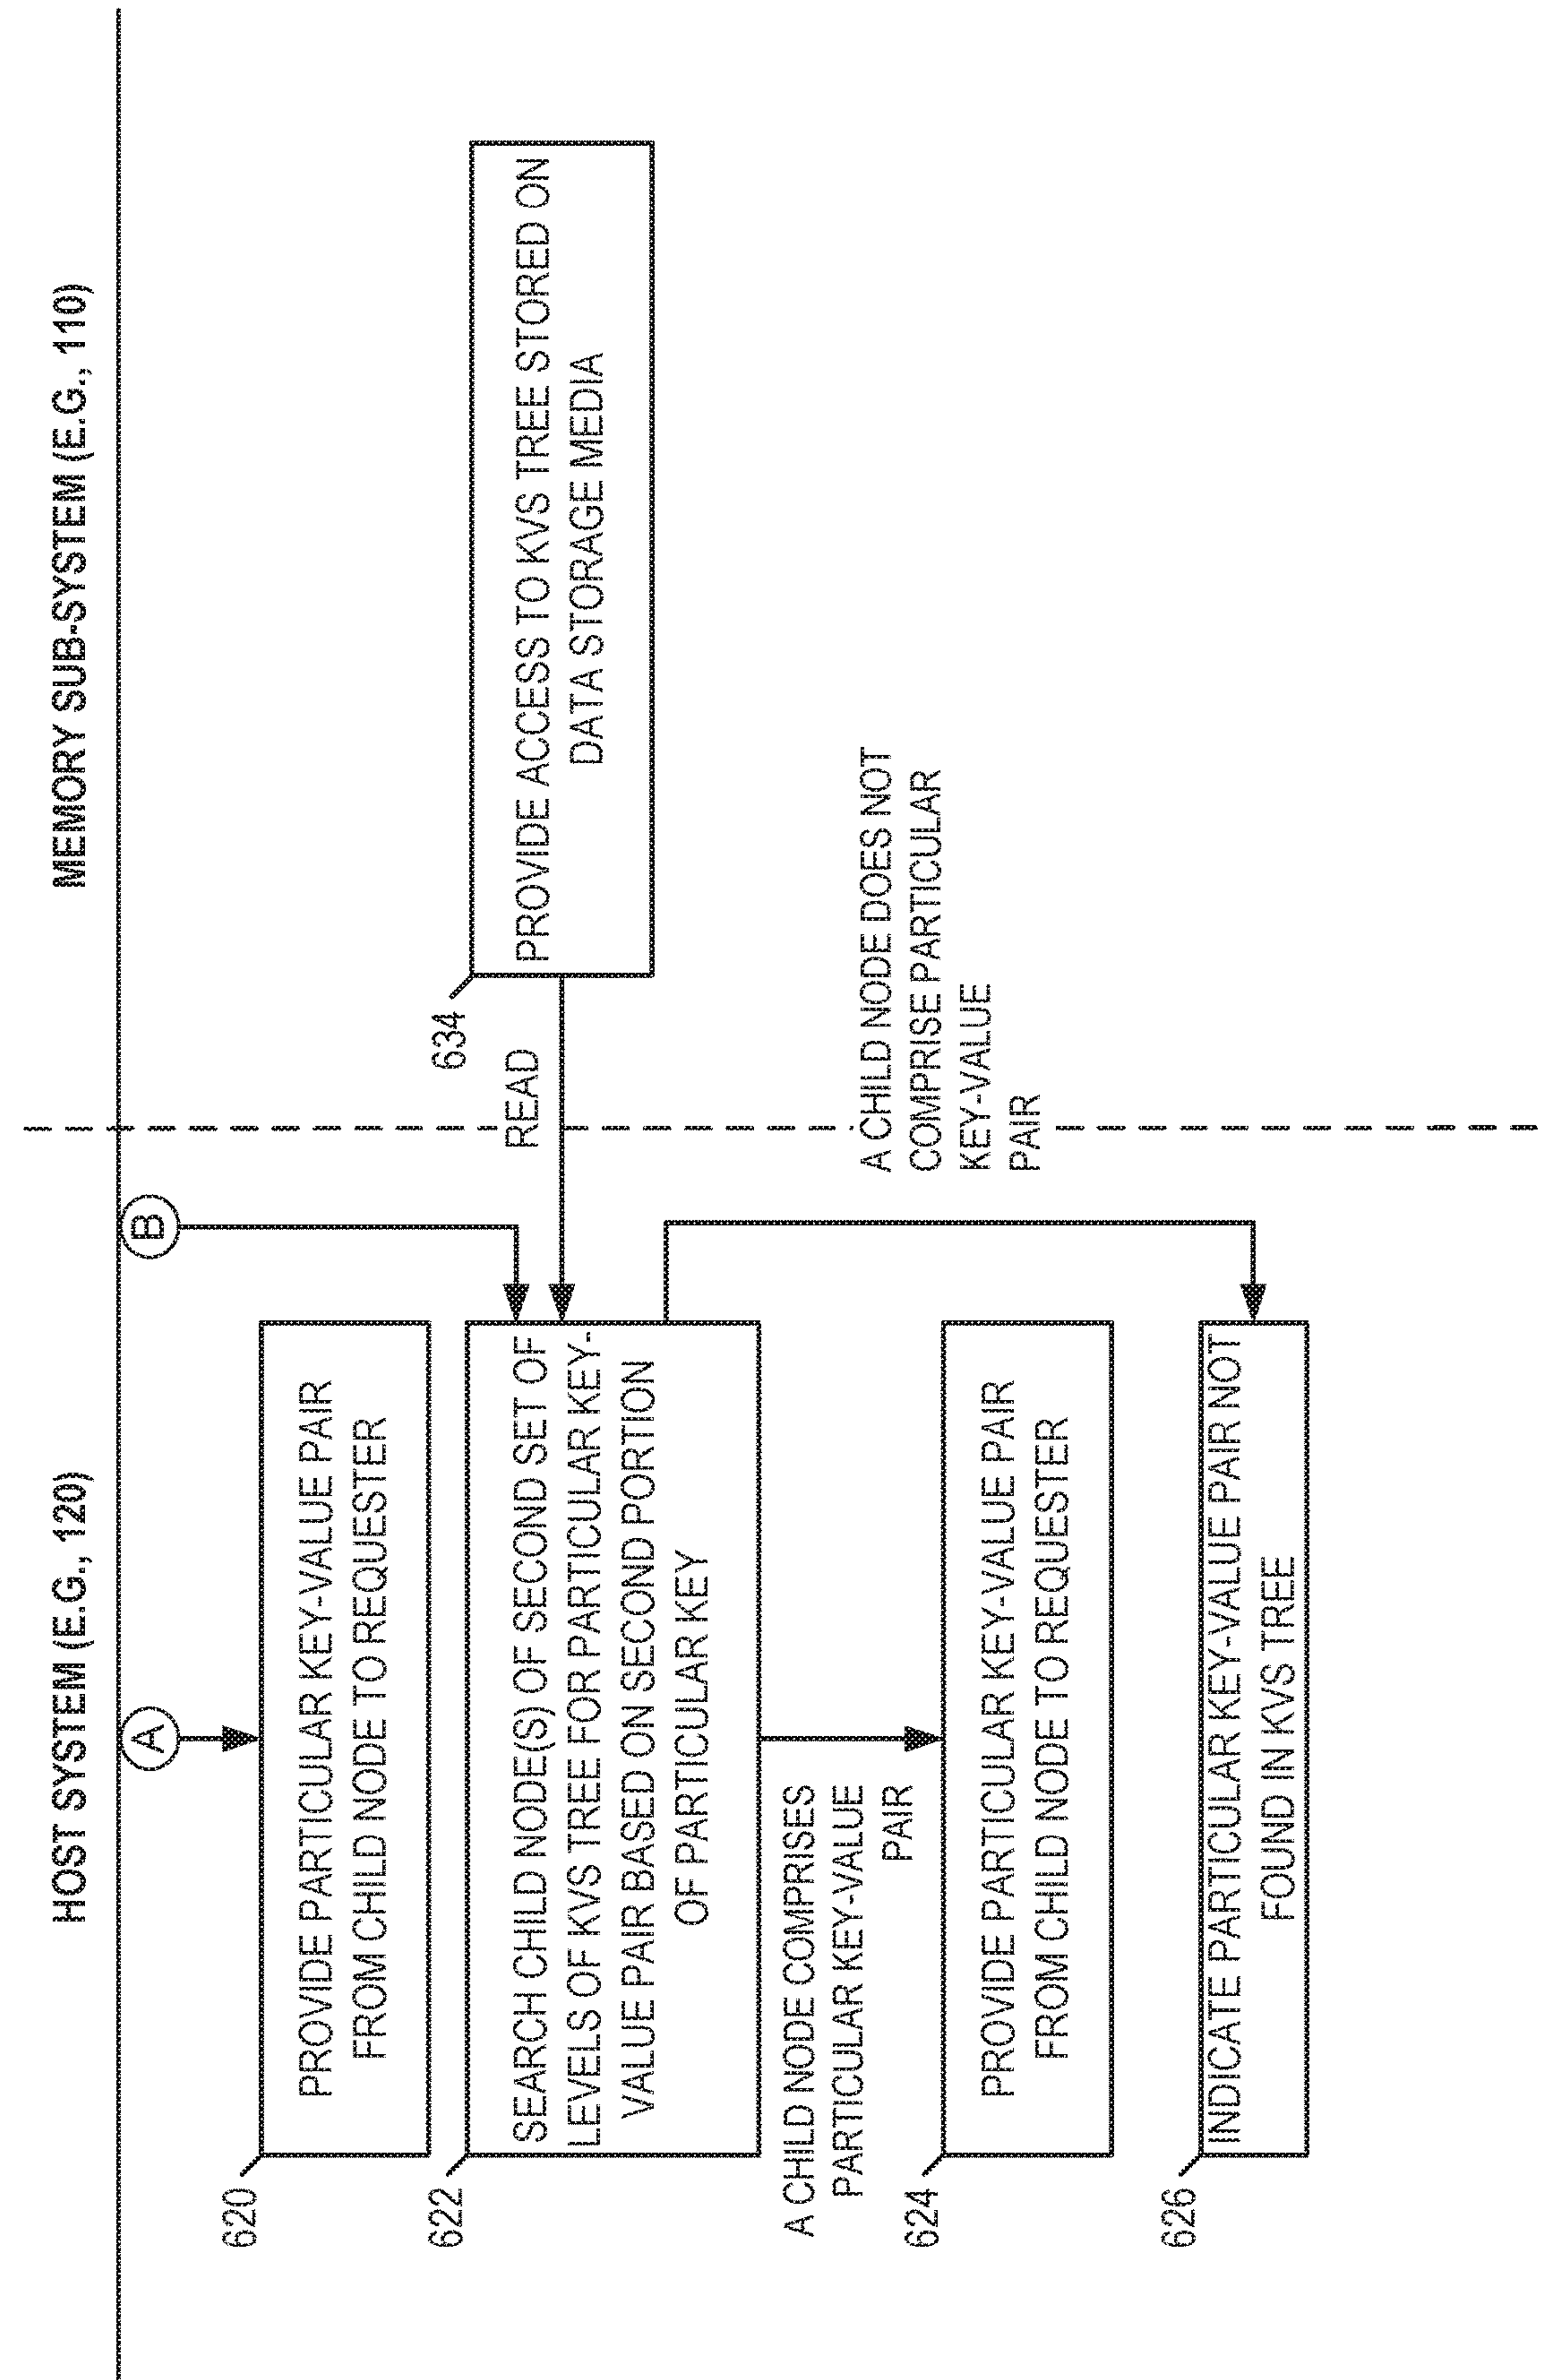 HOST SYSTEM (E.G., 120)
MEMORY SUB-SYSTEM (E.G., 110)
A
B
620
PROVIDE PARTICULAR KEY-VALUE PAIR
FROM CHILD NODE TO REQUESTER
622
SEARCH CHILD NODE(S) OF SECOND SET OF
LEVELS OF KVS TREE FOR PARTICULAR KEY-
VALUE PAIR BASED ON SECOND PORTION
OF PARTICULAR KEY
READ
634
PROVIDE ACCESS TO KVS TREE STORED ON
DATA STORAGE MEDIA
A CHILD NODE COMPRISES
PARTICULAR KEY-VALUE
PAIR
A CHILD NODE DOES NOT
COMPRISE PARTICULAR
KEY-VALUE
PAIR
624
PROVIDE PARTICULAR KEY-VALUE PAIR
FROM CHILD NODE TO REQUESTER
626
INDICATE PARTICULAR KEY-VALUE PAIR NOT
FOUND IN KVS TREE